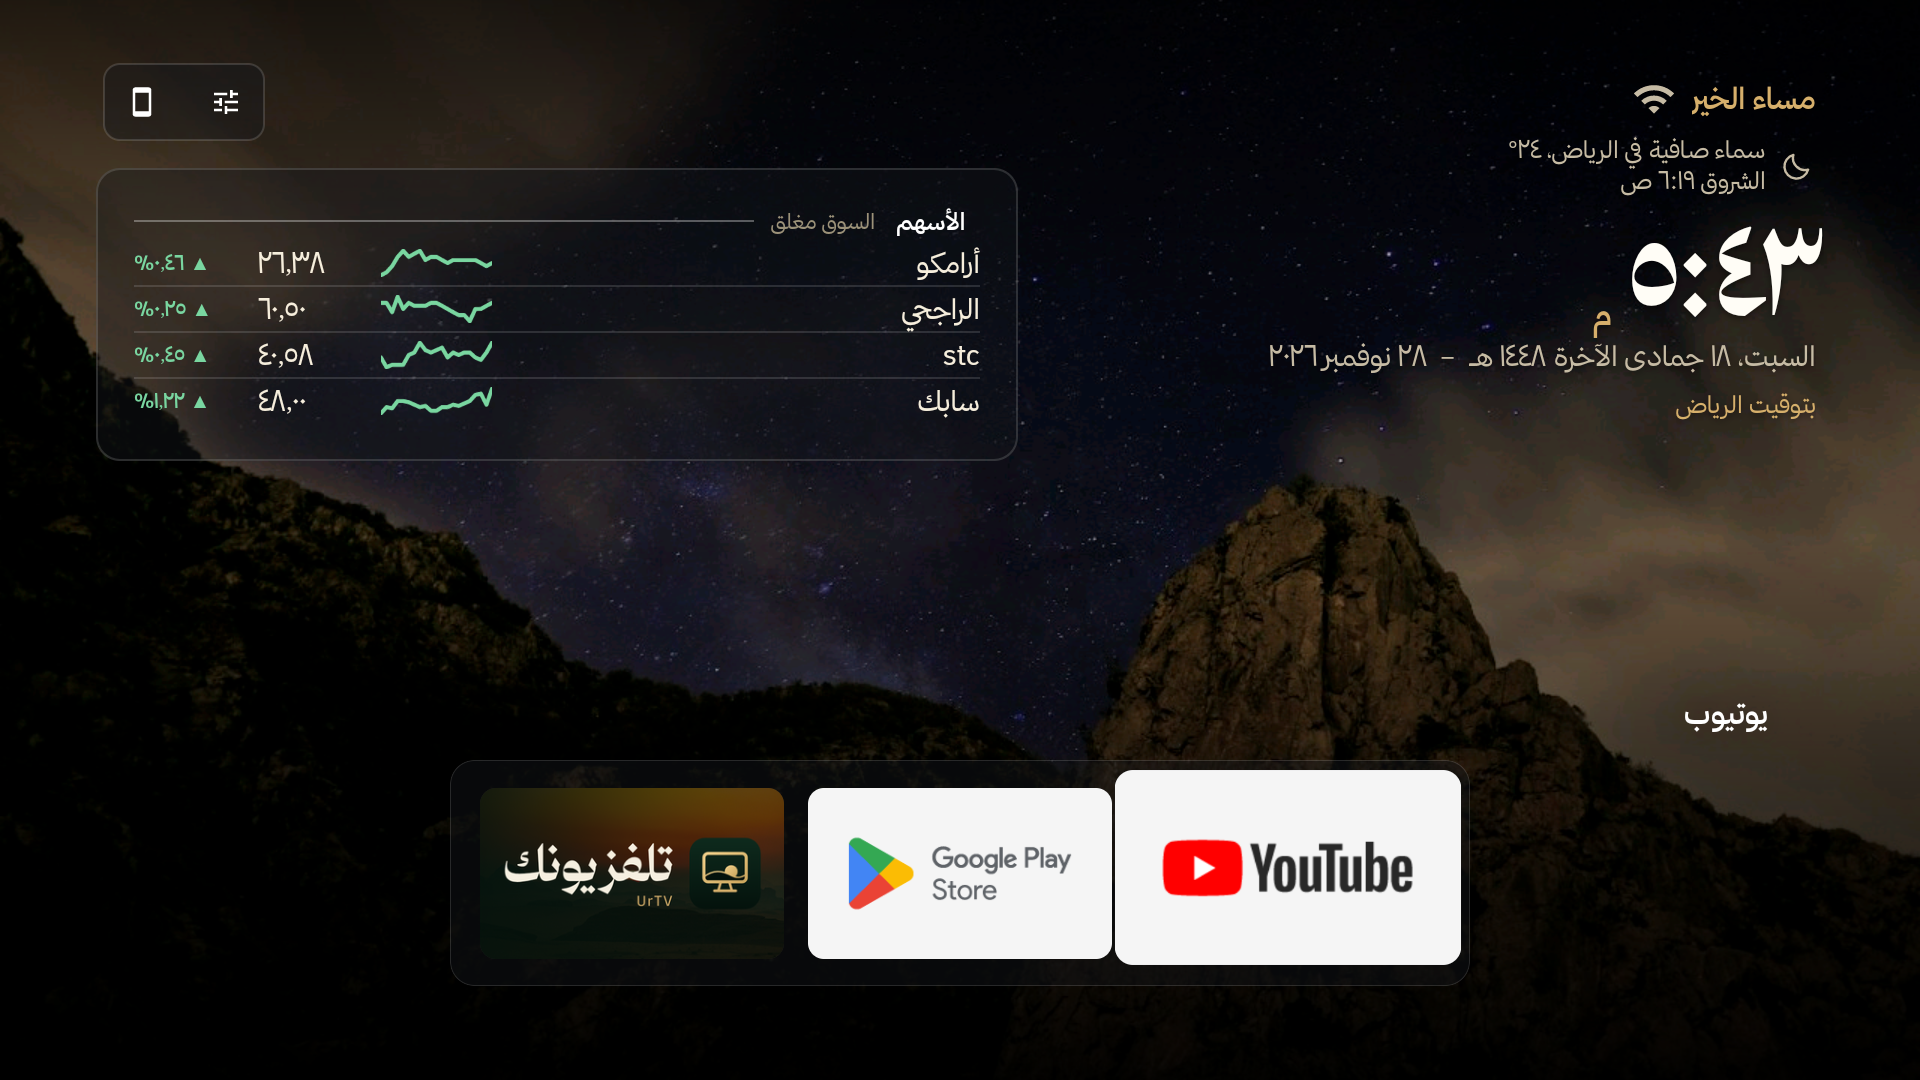 مساء الخير
سماء صافية في الرياض، ٢٤°
الشروق ٦:١٩ ص
٥:٤٣ م
السبت، ١٨ جمادى الآخرة ١٤٤٨ هـ – ٢٨ نوفمبر ٢٠٢٦
بتوقيت الرياض
الأسهم السوق مغلق
أرامكو ٢٦,٣٨ ▲ ٠,٤٦%
الراجحي ٦٠,٥٠ ▲ ٠,٢٥%
stc ٤٠,٥٨ ▲ ٠,٤٥%
سابك ٤٨,٠٠ ▲ ١,٢٢%
يوتيوب
YouTube
Google Play
Store
تلفزيونك
UrTV